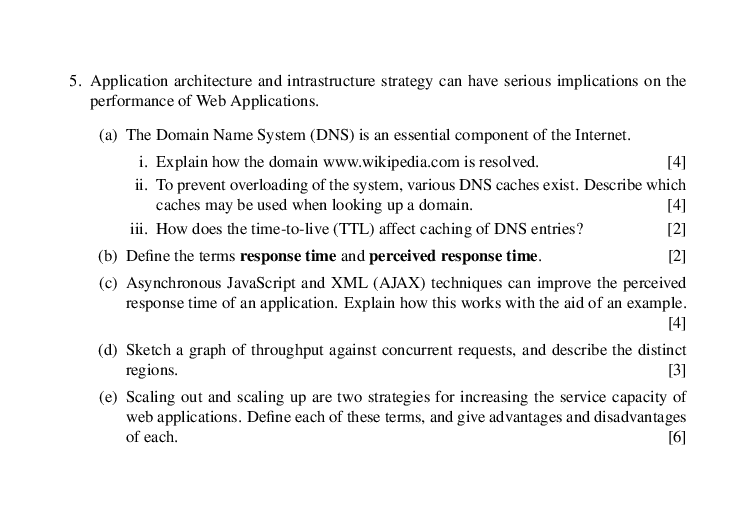 5. Application architecture and intrastructure strategy can have serious implications on the
performance of Web Applications.
(a) The Domain Name System (DNS) is an essential component of the Internet.
i. Explain how the domain www.wikipedia.com is resolved. [4]
ii. To prevent overloading of the system, various DNS caches exist. Describe which
caches may be used when looking up a domain. [4]
iii. How does the time-to-live (TTL) affect caching of DNS entries? [2]
(b) Define the terms response time and perceived response time. [2]
(c) Asynchronous JavaScript and XML (AJAX) techniques can improve the perceived
response time of an application. Explain how this works with the aid of an example.
[4]
(d) Sketch a graph of throughput against concurrent requests, and describe the distinct
regions. [3]
(e) Scaling out and scaling up are two strategies for increasing the service capacity of
web applications. Define each of these terms, and give advantages and disadvantages
of each. [6]